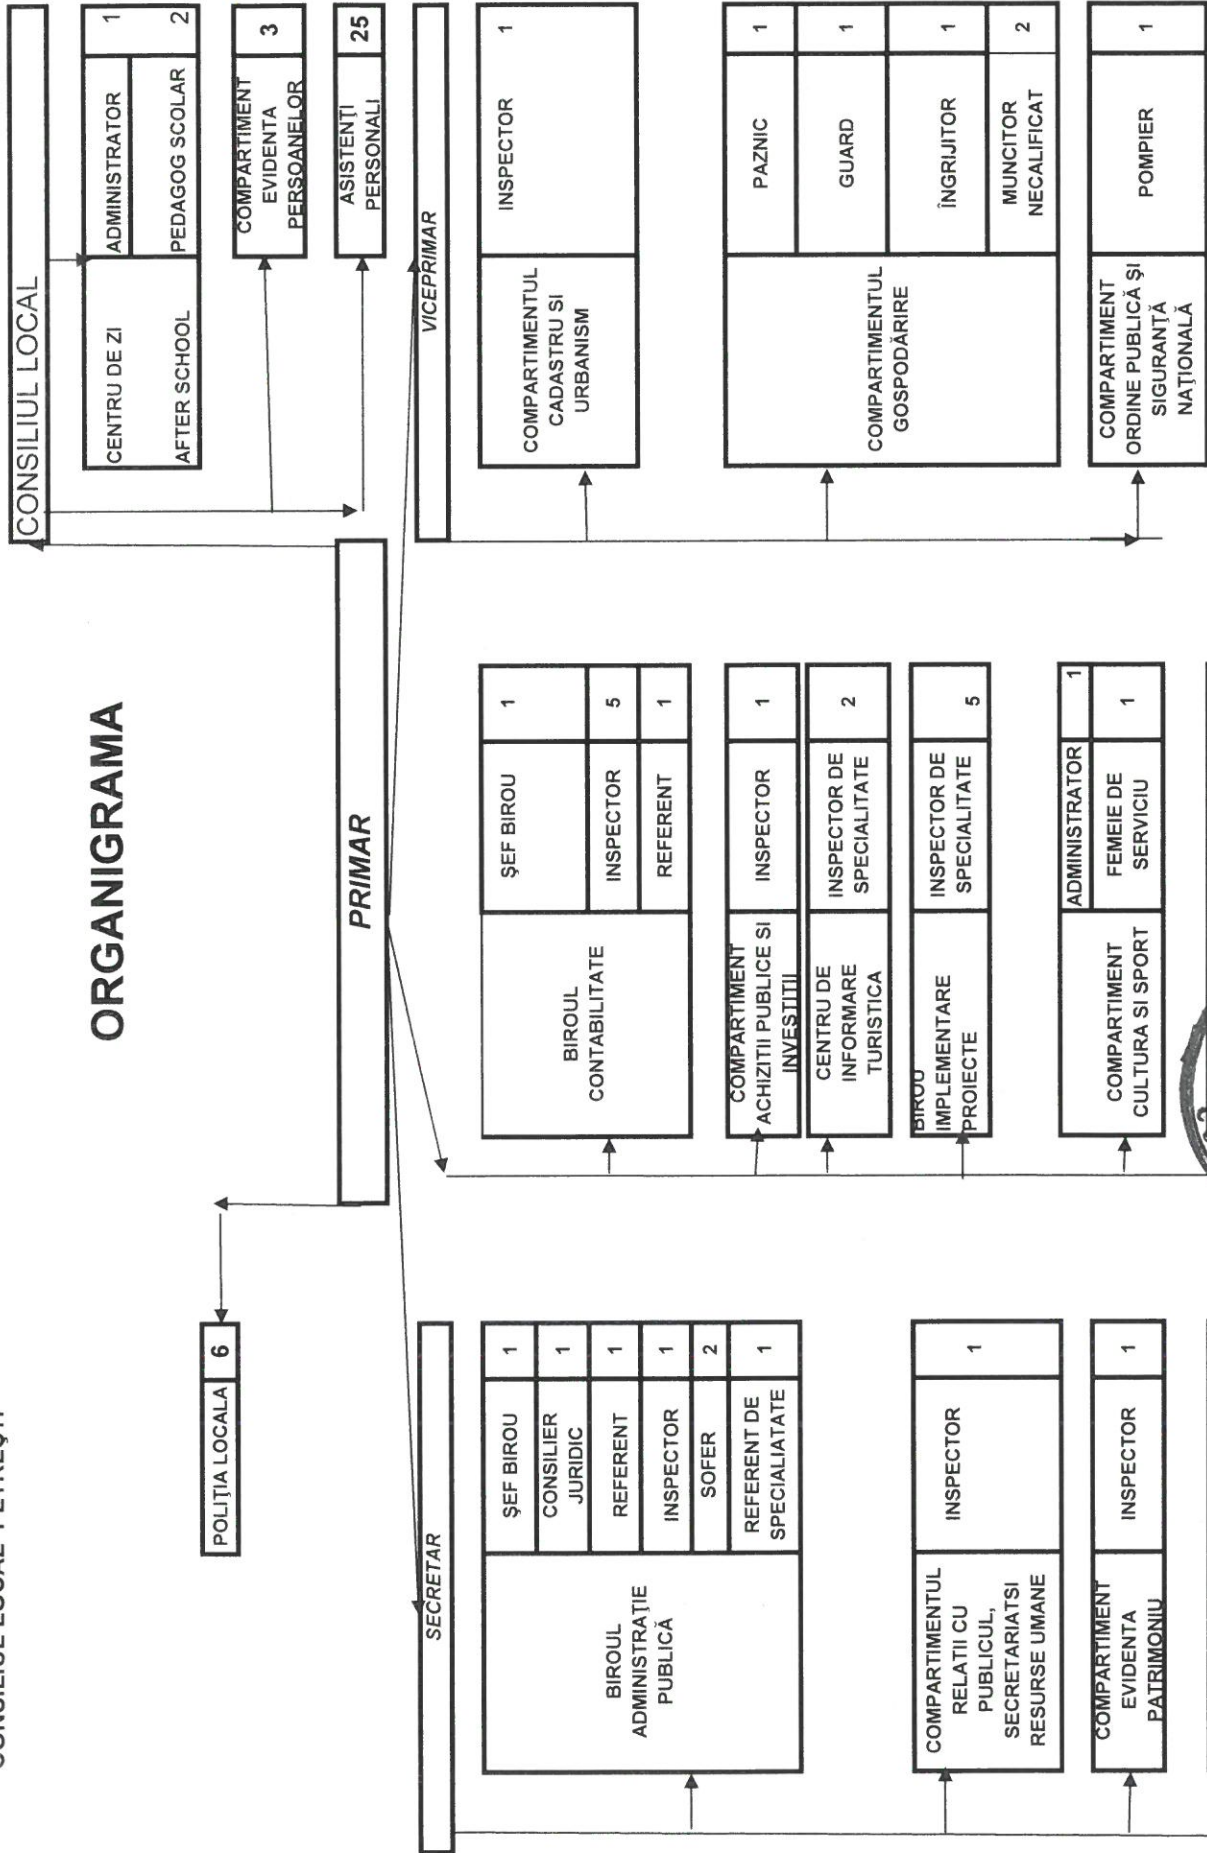 CONSILIUL LOCAL PETREȘTI
ORGANIGRAMA
CONSILIUL LOCAL
CENTRU DE ZI
AFTER SCHOOL
ADMINISTRATOR 1
PEDAGOG SCOLAR 2
POLIȚIA LOCALA 6
COMPARTIMENT
EVIDENTA
PERSOANELOR
3
ASISTENȚI
PERSONALI
25
PRIMAR
SECRETAR
BIROUL
ADMINISTRAȚIE
PUBLICĂ
ȘEF BIROU 1
CONSILIER
JURIDIC
1
REFERENT 1
INSPECTOR 1
SOFER 2
REFERENT DE
SPECIALIATATE
1
COMPARTIMENTUL
RELATII CU
PUBLICUL,
SECRETARIATSI
RESURSE UMANE
INSPECTOR 1
COMPARTIMENT
EVIDENTA
PATRIMONIU
INSPECTOR 1
BIROUL
CONTABILITATE
ȘEF BIROU 1
INSPECTOR 5
REFERENT 1
COMPARTIMENT
ACHIZITII PUBLICE SI
INVESTITII
INSPECTOR 1
CENTRU DE
INFORMARE
TURISTICA
INSPECTOR DE
SPECIALITATE
2
BIROU
IMPLEMENTARE
PROIECTE
INSPECTOR DE
SPECIALITATE
5
COMPARTIMENT
CULTURA SI SPORT
ADMINISTRATOR 1
FEMEIE DE
SERVICIU
1
VICEPRIMAR
COMPARTIMENTUL
CADASTRU SI
URBANISM
INSPECTOR 1
COMPARTIMENTUL
GOSPODĂRIRE
PAZNIC 1
GUARD 1
ÎNGRIJITOR 1
MUNCITOR
NECALIFICAT
2
COMPARTIMENT
ORDINE PUBLICĂ ȘI
SIGURANȚĂ
NAȚIONALĂ
POMPIER 1